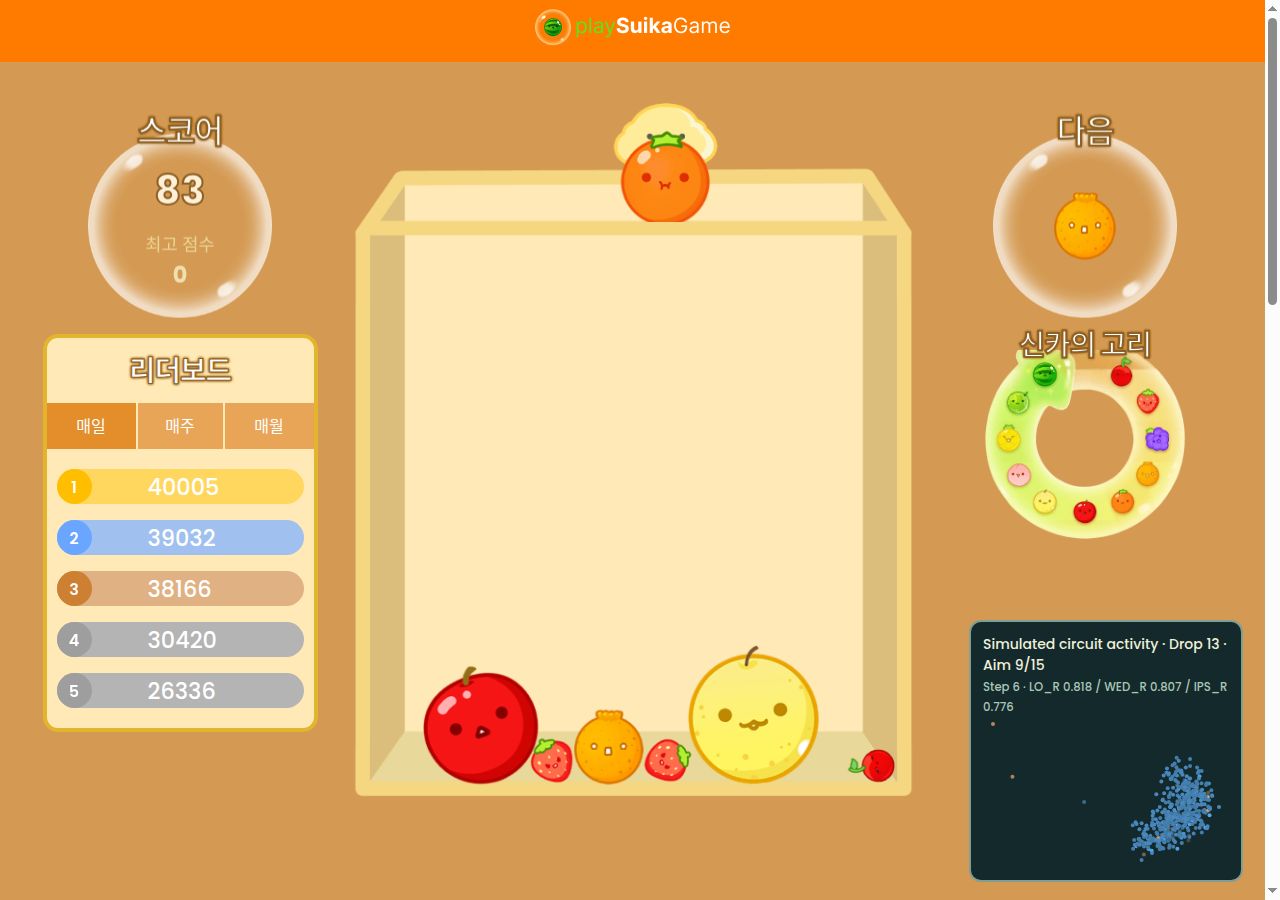 playSuikaGame
스코어
83
최고 점수
0
리더보드
매일 매주 매월
1 40005
2 39032
3 38166
4 30420
5 26336
다음
신카의 고리
Simulated circuit activity · Drop 13 ·
Aim 9/15
Step 6 · LO_R 0.818 / WED_R 0.807 / IPS_R
0.776